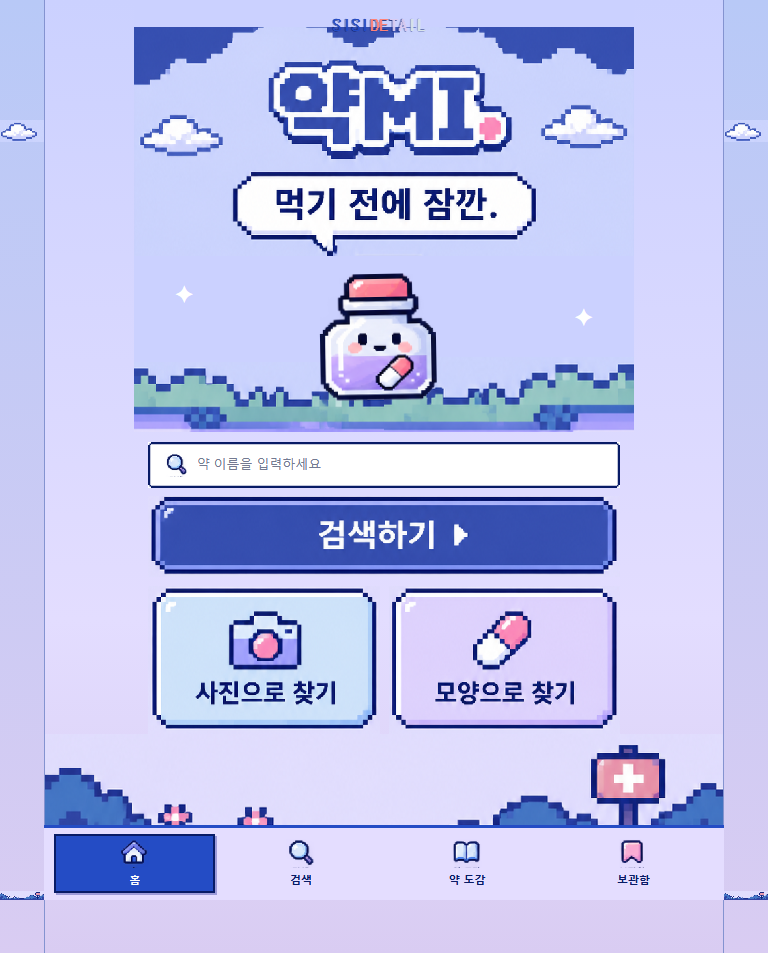 SISIDETAIL
약MI.
먹기 전에 잠깐.
약 이름을 입력하세요
검색하기
사진으로 찾기
모양으로 찾기
홈
검색
약 도감
보관함